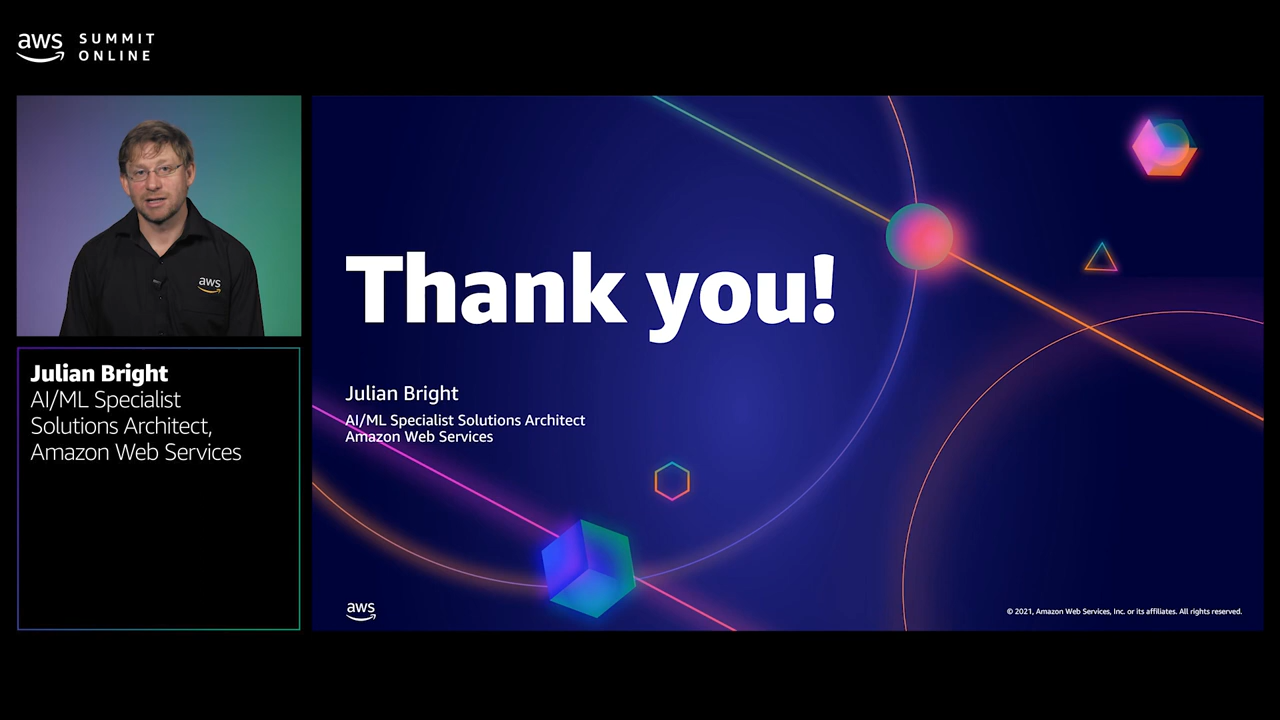 aws
SUMMIT
ONLINE
aws
Julian Bright
AI/ML Specialist
Solutions Architect,
Amazon Web Services
Thank you!
Julian Bright
AI/ML Specialist Solutions Architect
Amazon Web Services
aws
© 2021, Amazon Web Services, Inc. or its affiliates. All rights reserved.